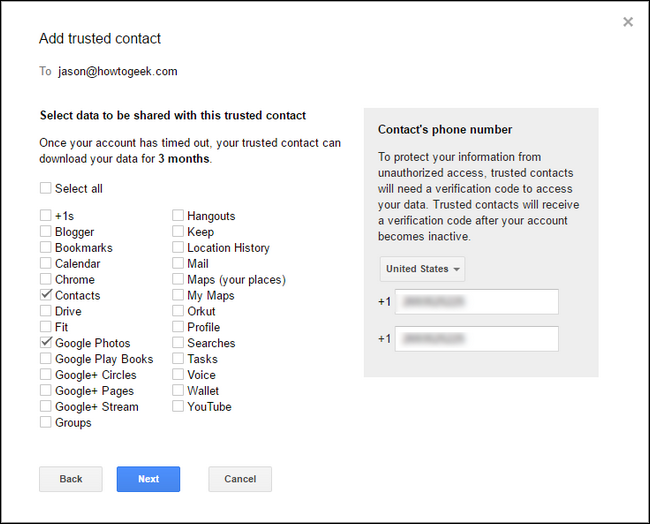 Add trusted contact
To jason@howtogeek.com
Select data to be shared with this trusted contact
Once your account has timed out, your trusted contact can
download your data for 3 months.
Select all
+1s
Blogger
Bookmarks
Calendar
Chrome
Contacts
Drive
Fit
Google Photos
Google Play Books
Google+ Circles
Google+ Pages
Google+ Stream
Groups
Hangouts
Keep
Location History
Mail
Maps (your places)
My Maps
Orkut
Profile
Searches
Tasks
Voice
Wallet
YouTube
Contact's phone number
To protect your information from
unauthorized access, trusted contacts
will need a verification code to access
your data. Trusted contacts will receive
a verification code after your account
becomes inactive.
United States
+1
+1
Back
Next
Cancel